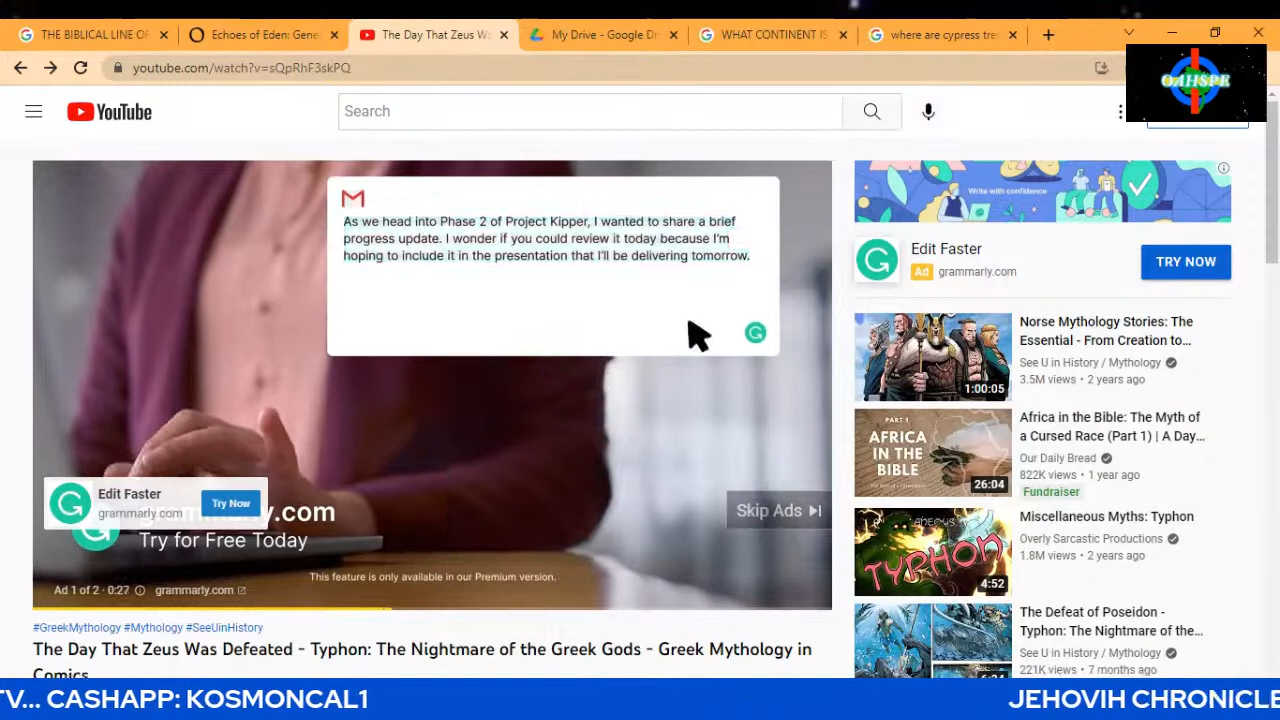 THE BIBLICAL LINE OF
Echoes of Eden: Gene
The Day That Zeus Wa
My Drive - Google Dr
WHAT CONTINENT IS
where are cypress tre
youtube.com/watch?v=sQpRhF3skPQ
OAHSPE
YouTube
Search
As we head into Phase 2 of Project Kipper, I wanted to share a brief
progress update. I wonder if you could review it today because I'm
hoping to include it in the presentation that I'll be delivering tomorrow.
Edit Faster
grammarly.com
Try Now
grammarly.com
Try for Free Today
Skip Ads
This feature is only available in our Premium version.
Ad 1 of 2 · 0:27
grammarly.com
#GreekMythology #Mythology #SeeUinHistory
The Day That Zeus Was Defeated - Typhon: The Nightmare of the Greek Gods - Greek Mythology in
Comics
Write with confidence
Edit Faster
Ad grammarly.com
TRY NOW
1:00:05
Norse Mythology Stories: The
Essential - From Creation to...
See U in History / Mythology
3.5M views • 2 years ago
PART 1
AFRICA
IN THE
BIBLE
26:04
Africa in the Bible: The Myth of
a Cursed Race (Part 1) | A Day...
Our Daily Bread
822K views • 1 year ago
Fundraiser
TYPHON
4:52
Miscellaneous Myths: Typhon
Overly Sarcastic Productions
1.8M views • 2 years ago
The Defeat of Poseidon -
Typhon: The Nightmare of the...
See U in History / Mythology
221K views • 7 months ago
TV... CASHAPP: KOSMONCAL1
JEHOVIH CHRONICLE